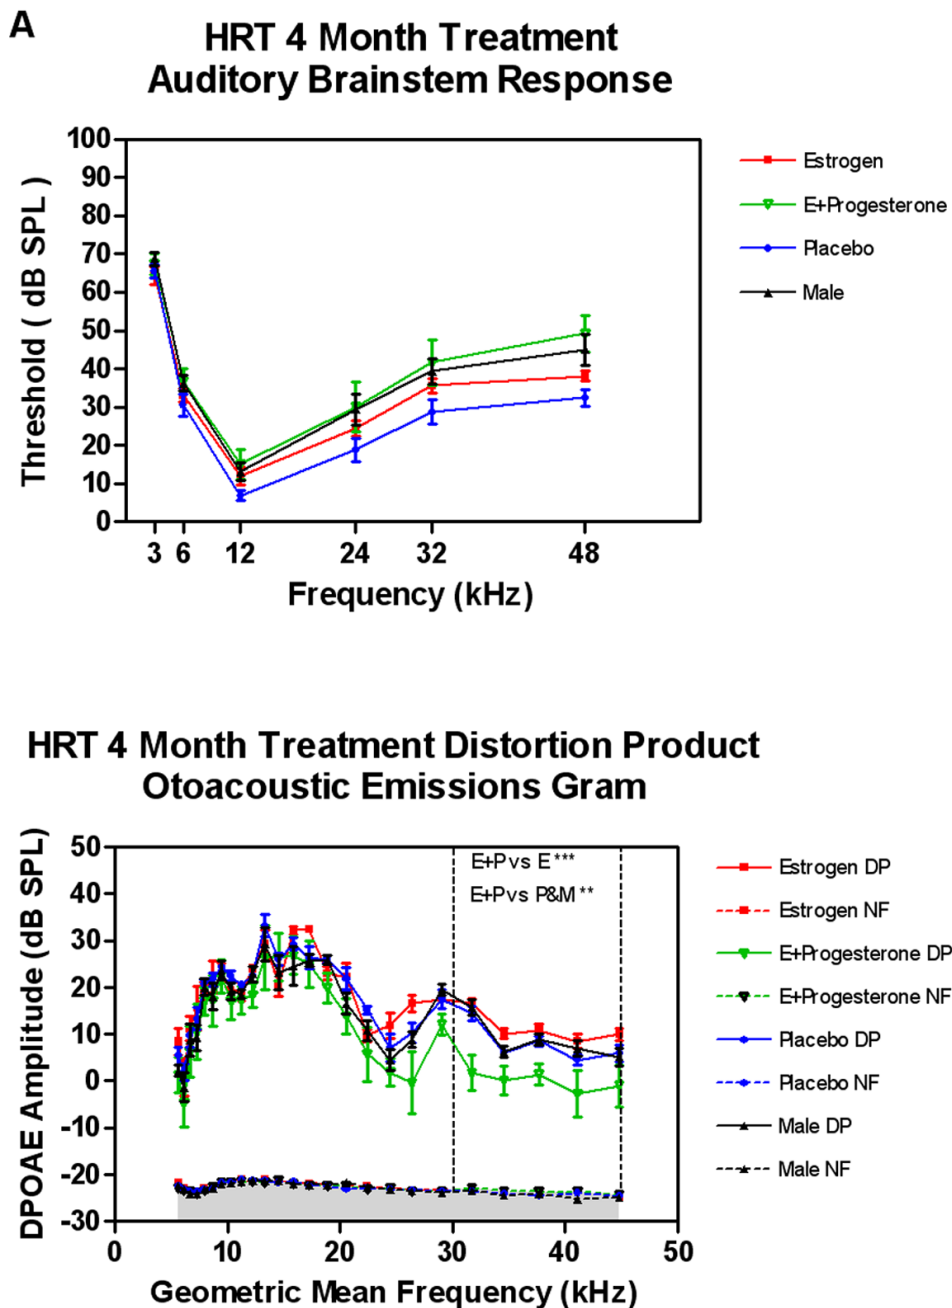 A
HRT 4 Month Treatment
Auditory Brainstem Response
100
90
80
70
60
50
40
30
20
10
0
Threshold ( dB SPL )
3 6 12 24 32 48
Frequency (kHz)
Estrogen
E+Progesterone
Placebo
Male
HRT 4 Month Treatment Distortion Product
Otoacoustic Emissions Gram
50
40
30
20
10
0
-10
-20
-30
DPOAE Amplitude (dB SPL)
E+P vs E ***
E+P vs P&M **
0 10 20 30 40 50
Geometric Mean Frequency (kHz)
Estrogen DP
Estrogen NF
E+Progesterone DP
E+Progesterone NF
Placebo DP
Placebo NF
Male DP
Male NF